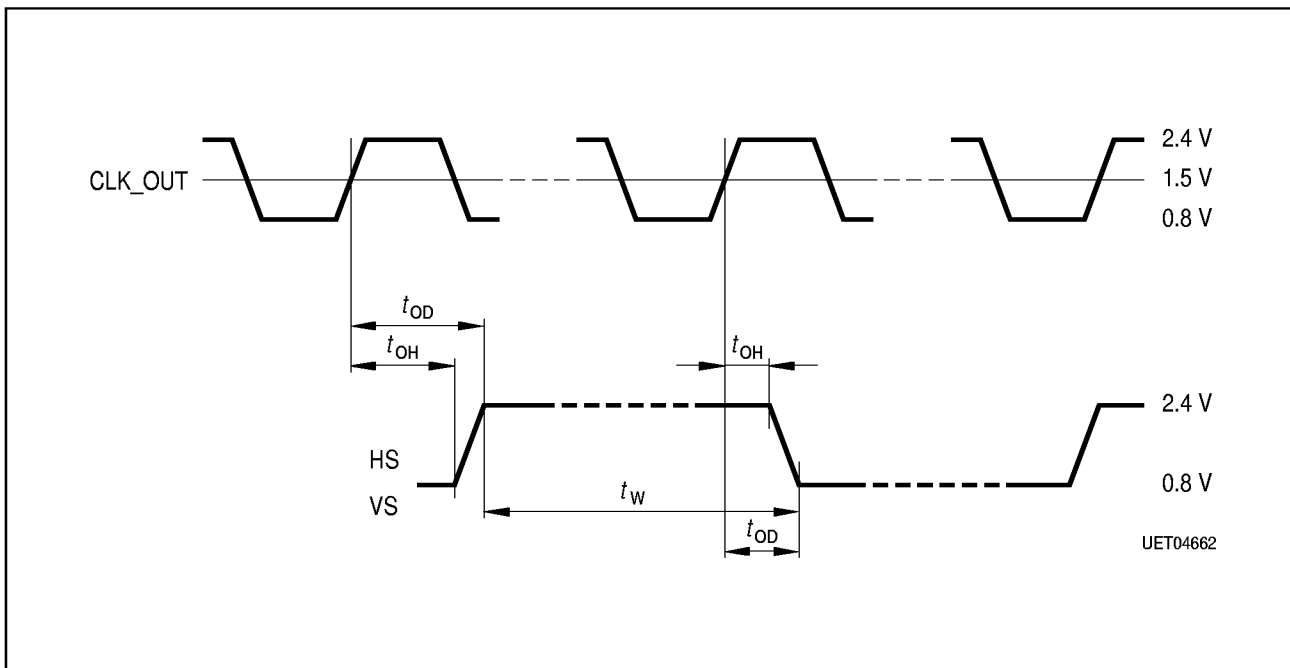 2.4 V
CLK_OUT
1.5 V
0.8 V
tOD
tOH
tOH
2.4 V
HS
VS
0.8 V
tW
tOD
UET04662